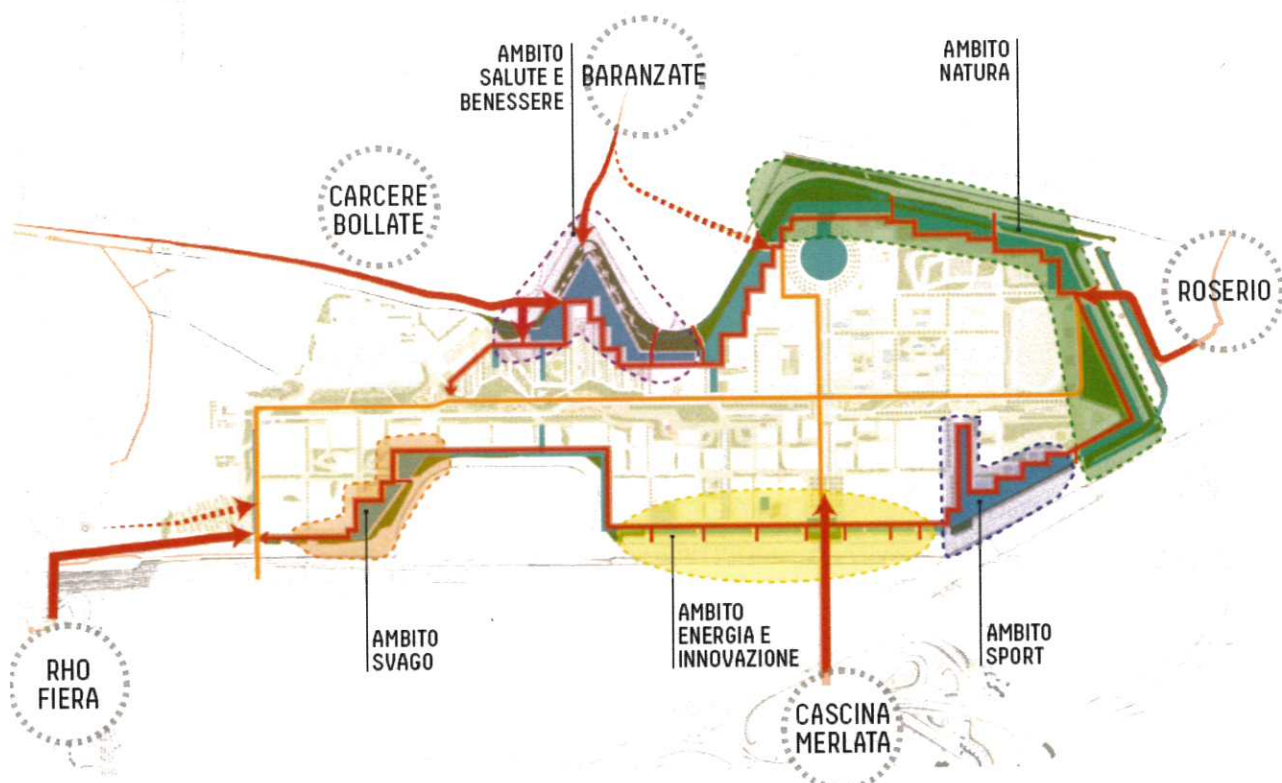 AMBITO
SALUTE E
BENESSERE
BARANZATE
AMBITO
NATURA
CARCERE
BOLLATE
ROSERIO
RHO
FIERA
AMBITO
SVAGO
AMBITO
ENERGIA E
INNOVAZIONE
CASCINA
MERLATA
AMBITO
SPORT